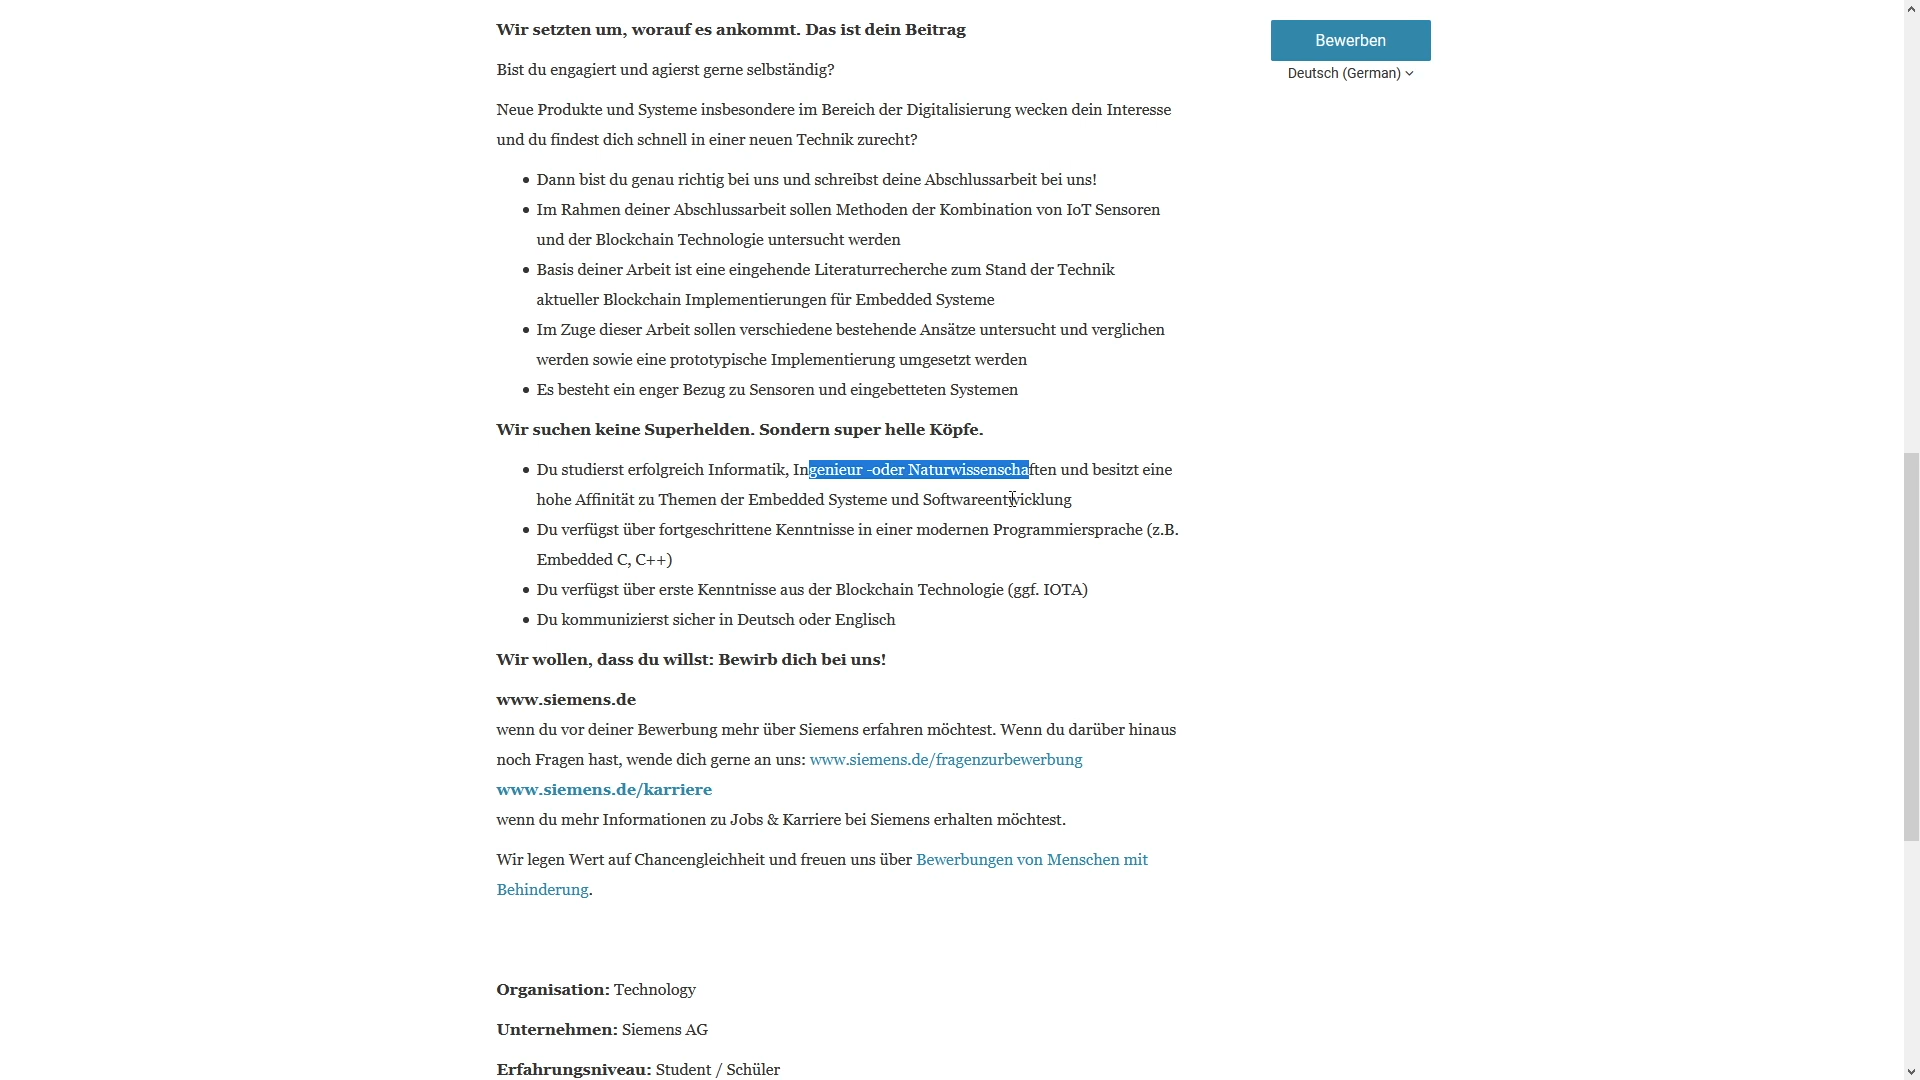 Wir setzten um, worauf es ankommt. Das ist dein Beitrag
Bewerben
Deutsch (German)
Bist du engagiert und agierst gerne selbständig?
Neue Produkte und Systeme insbesondere im Bereich der Digitalisierung wecken dein Interesse
und du findest dich schnell in einer neuen Technik zurecht?
• Dann bist du genau richtig bei uns und schreibst deine Abschlussarbeit bei uns!
• Im Rahmen deiner Abschlussarbeit sollen Methoden der Kombination von IoT Sensoren
und der Blockchain Technologie untersucht werden
• Basis deiner Arbeit ist eine eingehende Literaturrecherche zum Stand der Technik
aktueller Blockchain Implementierungen für Embedded Systeme
• Im Zuge dieser Arbeit sollen verschiedene bestehende Ansätze untersucht und verglichen
werden sowie eine prototypische Implementierung umgesetzt werden
• Es besteht ein enger Bezug zu Sensoren und eingebetteten Systemen
Wir suchen keine Superhelden. Sondern super helle Köpfe.
• Du studierst erfolgreich Informatik, Ingenieur -oder Naturwissenschaften und besitzt eine
hohe Affinität zu Themen der Embedded Systeme und Softwareentwicklung
• Du verfügst über fortgeschrittene Kenntnisse in einer modernen Programmiersprache (z.B.
Embedded C, C++)
• Du verfügst über erste Kenntnisse aus der Blockchain Technologie (ggf. IOTA)
• Du kommunizierst sicher in Deutsch oder Englisch
Wir wollen, dass du willst: Bewirb dich bei uns!
www.siemens.de
wenn du vor deiner Bewerbung mehr über Siemens erfahren möchtest. Wenn du darüber hinaus
noch Fragen hast, wende dich gerne an uns: www.siemens.de/fragenzurbewerbung
www.siemens.de/karriere
wenn du mehr Informationen zu Jobs & Karriere bei Siemens erhalten möchtest.
Wir legen Wert auf Chancengleichheit und freuen uns über Bewerbungen von Menschen mit
Behinderung.
Organisation: Technology
Unternehmen: Siemens AG
Erfahrungsniveau: Student / Schüler